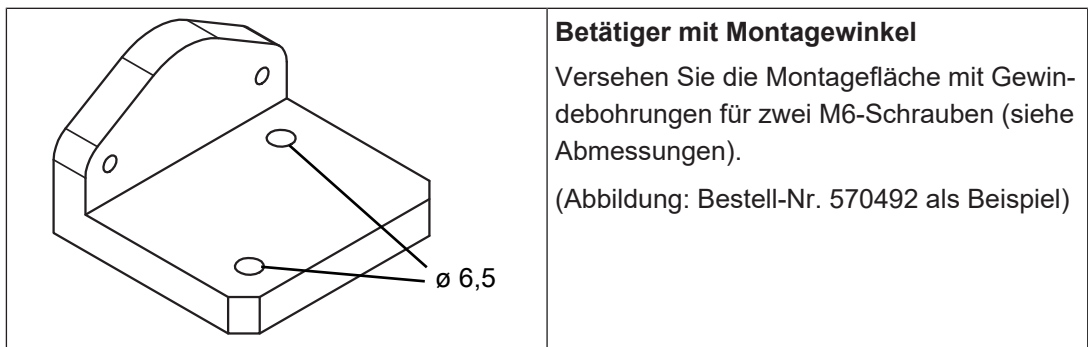 ø 6,5
Betätiger mit Montagewinkel
Versehen Sie die Montagefläche mit Gewin-
debohrungen für zwei M6-Schrauben (siehe
Abmessungen).
(Abbildung: Bestell-Nr. 570492 als Beispiel)